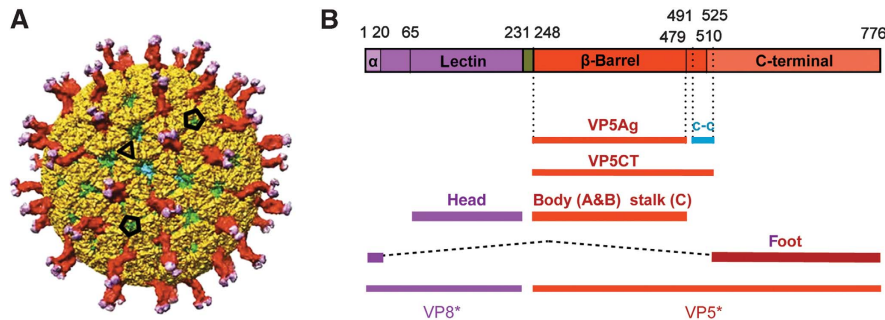 A
B
491 525
1 20 65 231 248 479 510 776
α Lectin β-Barrel C-terminal
VP5Ag c-c
VP5CT
Head Body (A&B) stalk (C)
Foot
VP8* VP5*